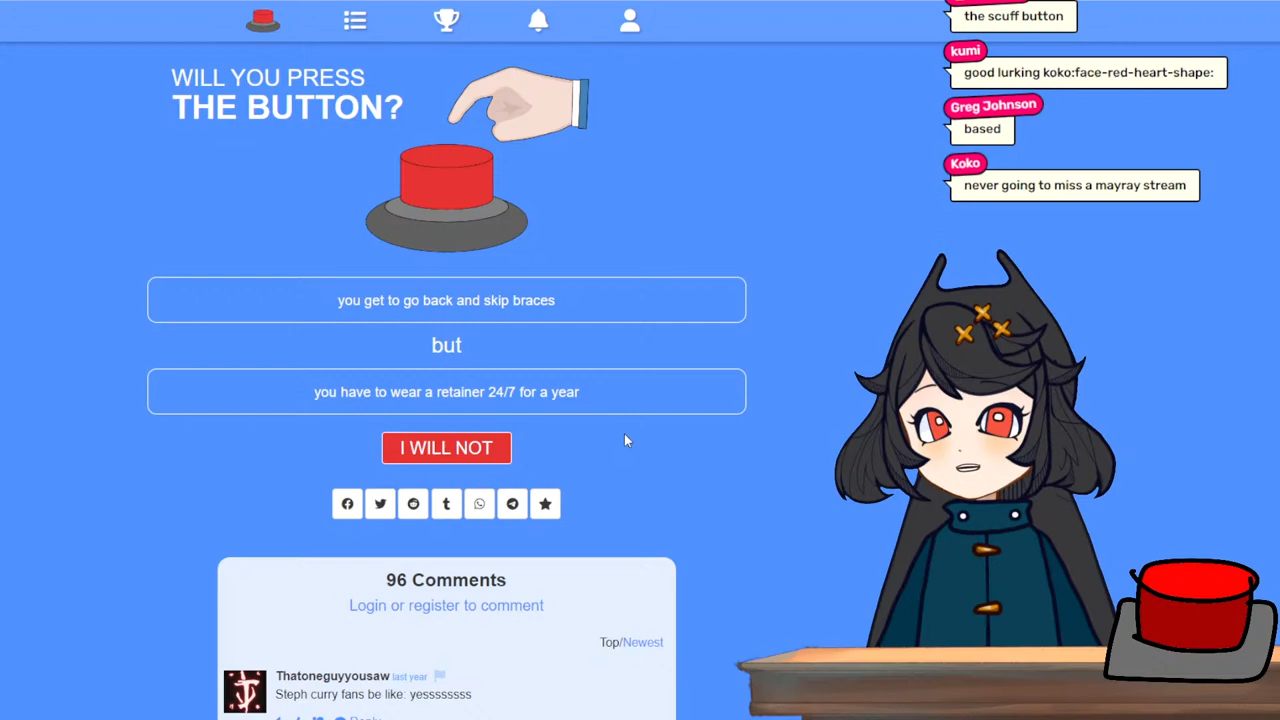 WILL YOU PRESS
THE BUTTON?
you get to go back and skip braces
but
you have to wear a retainer 24/7 for a year
I WILL NOT
96 Comments
Login or register to comment
Top/Newest
Thatoneguyyousaw last year
Steph curry fans be like: yessssssss
the scuff button
kumi
good lurking koko:face-red-heart-shape:
Greg Johnson
based
Koko
never going to miss a mayray stream